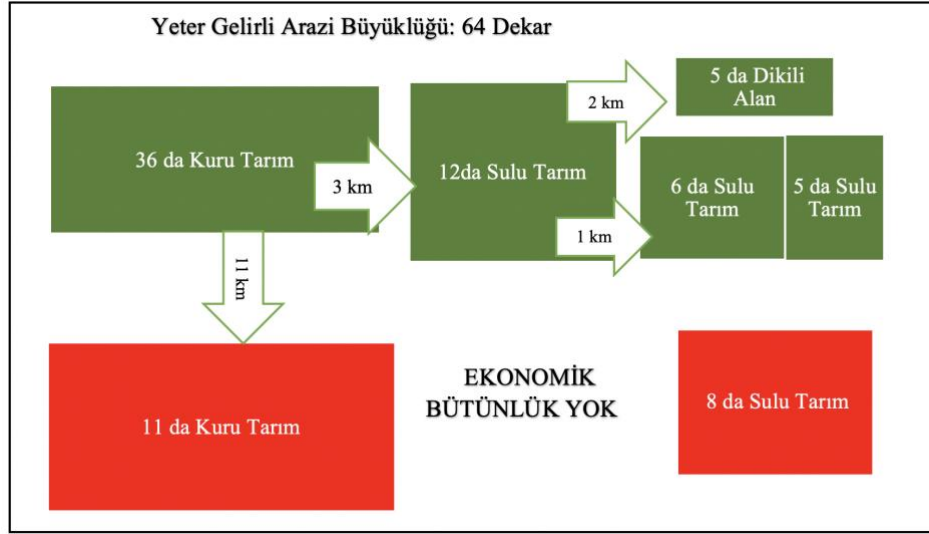 Yeter Gelirli Arazi Büyüklüğü: 64 Dekar
5 da Dikili
Alan
2 km
36 da Kuru Tarım
3 km
12da Sulu Tarım
6 da Sulu
Tarım
5 da Sulu
Tarım
1 km
11 km
EKONOMİK
BÜTÜNLÜK YOK
8 da Sulu Tarım
11 da Kuru Tarım